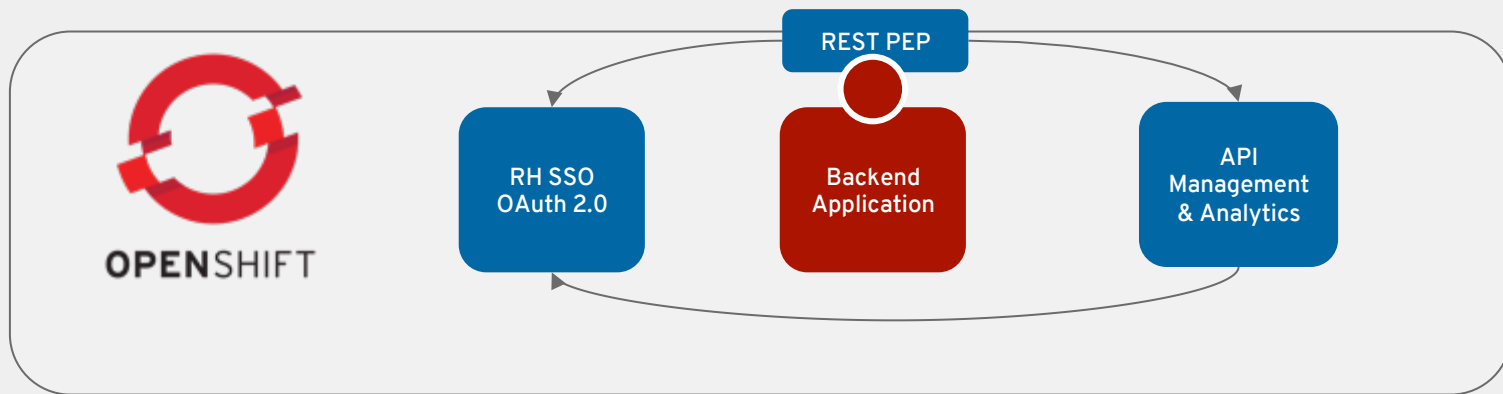 REST PEP
OPENSHIFT
RH SSO
OAuth 2.0
Backend
Application
API
Management
& Analytics